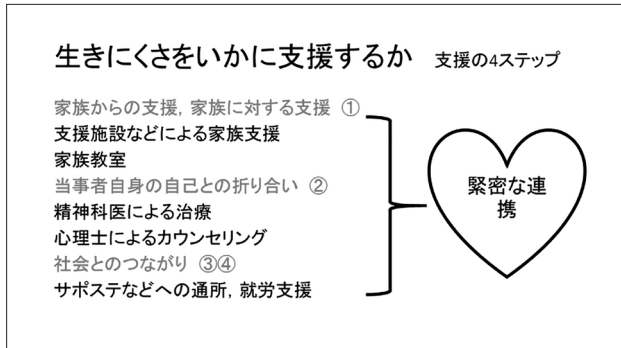 生きにくさをいかに支援するか 支援の4ステップ
家族からの支援, 家族に対する支援 ①
支援施設などによる家族支援
家族教室
当事者自身の自己との折り合い ②
精神科医による治療
心理士によるカウンセリング
社会とのつながり ③④
サポステなどへの通所, 就労支援
緊密な連
携